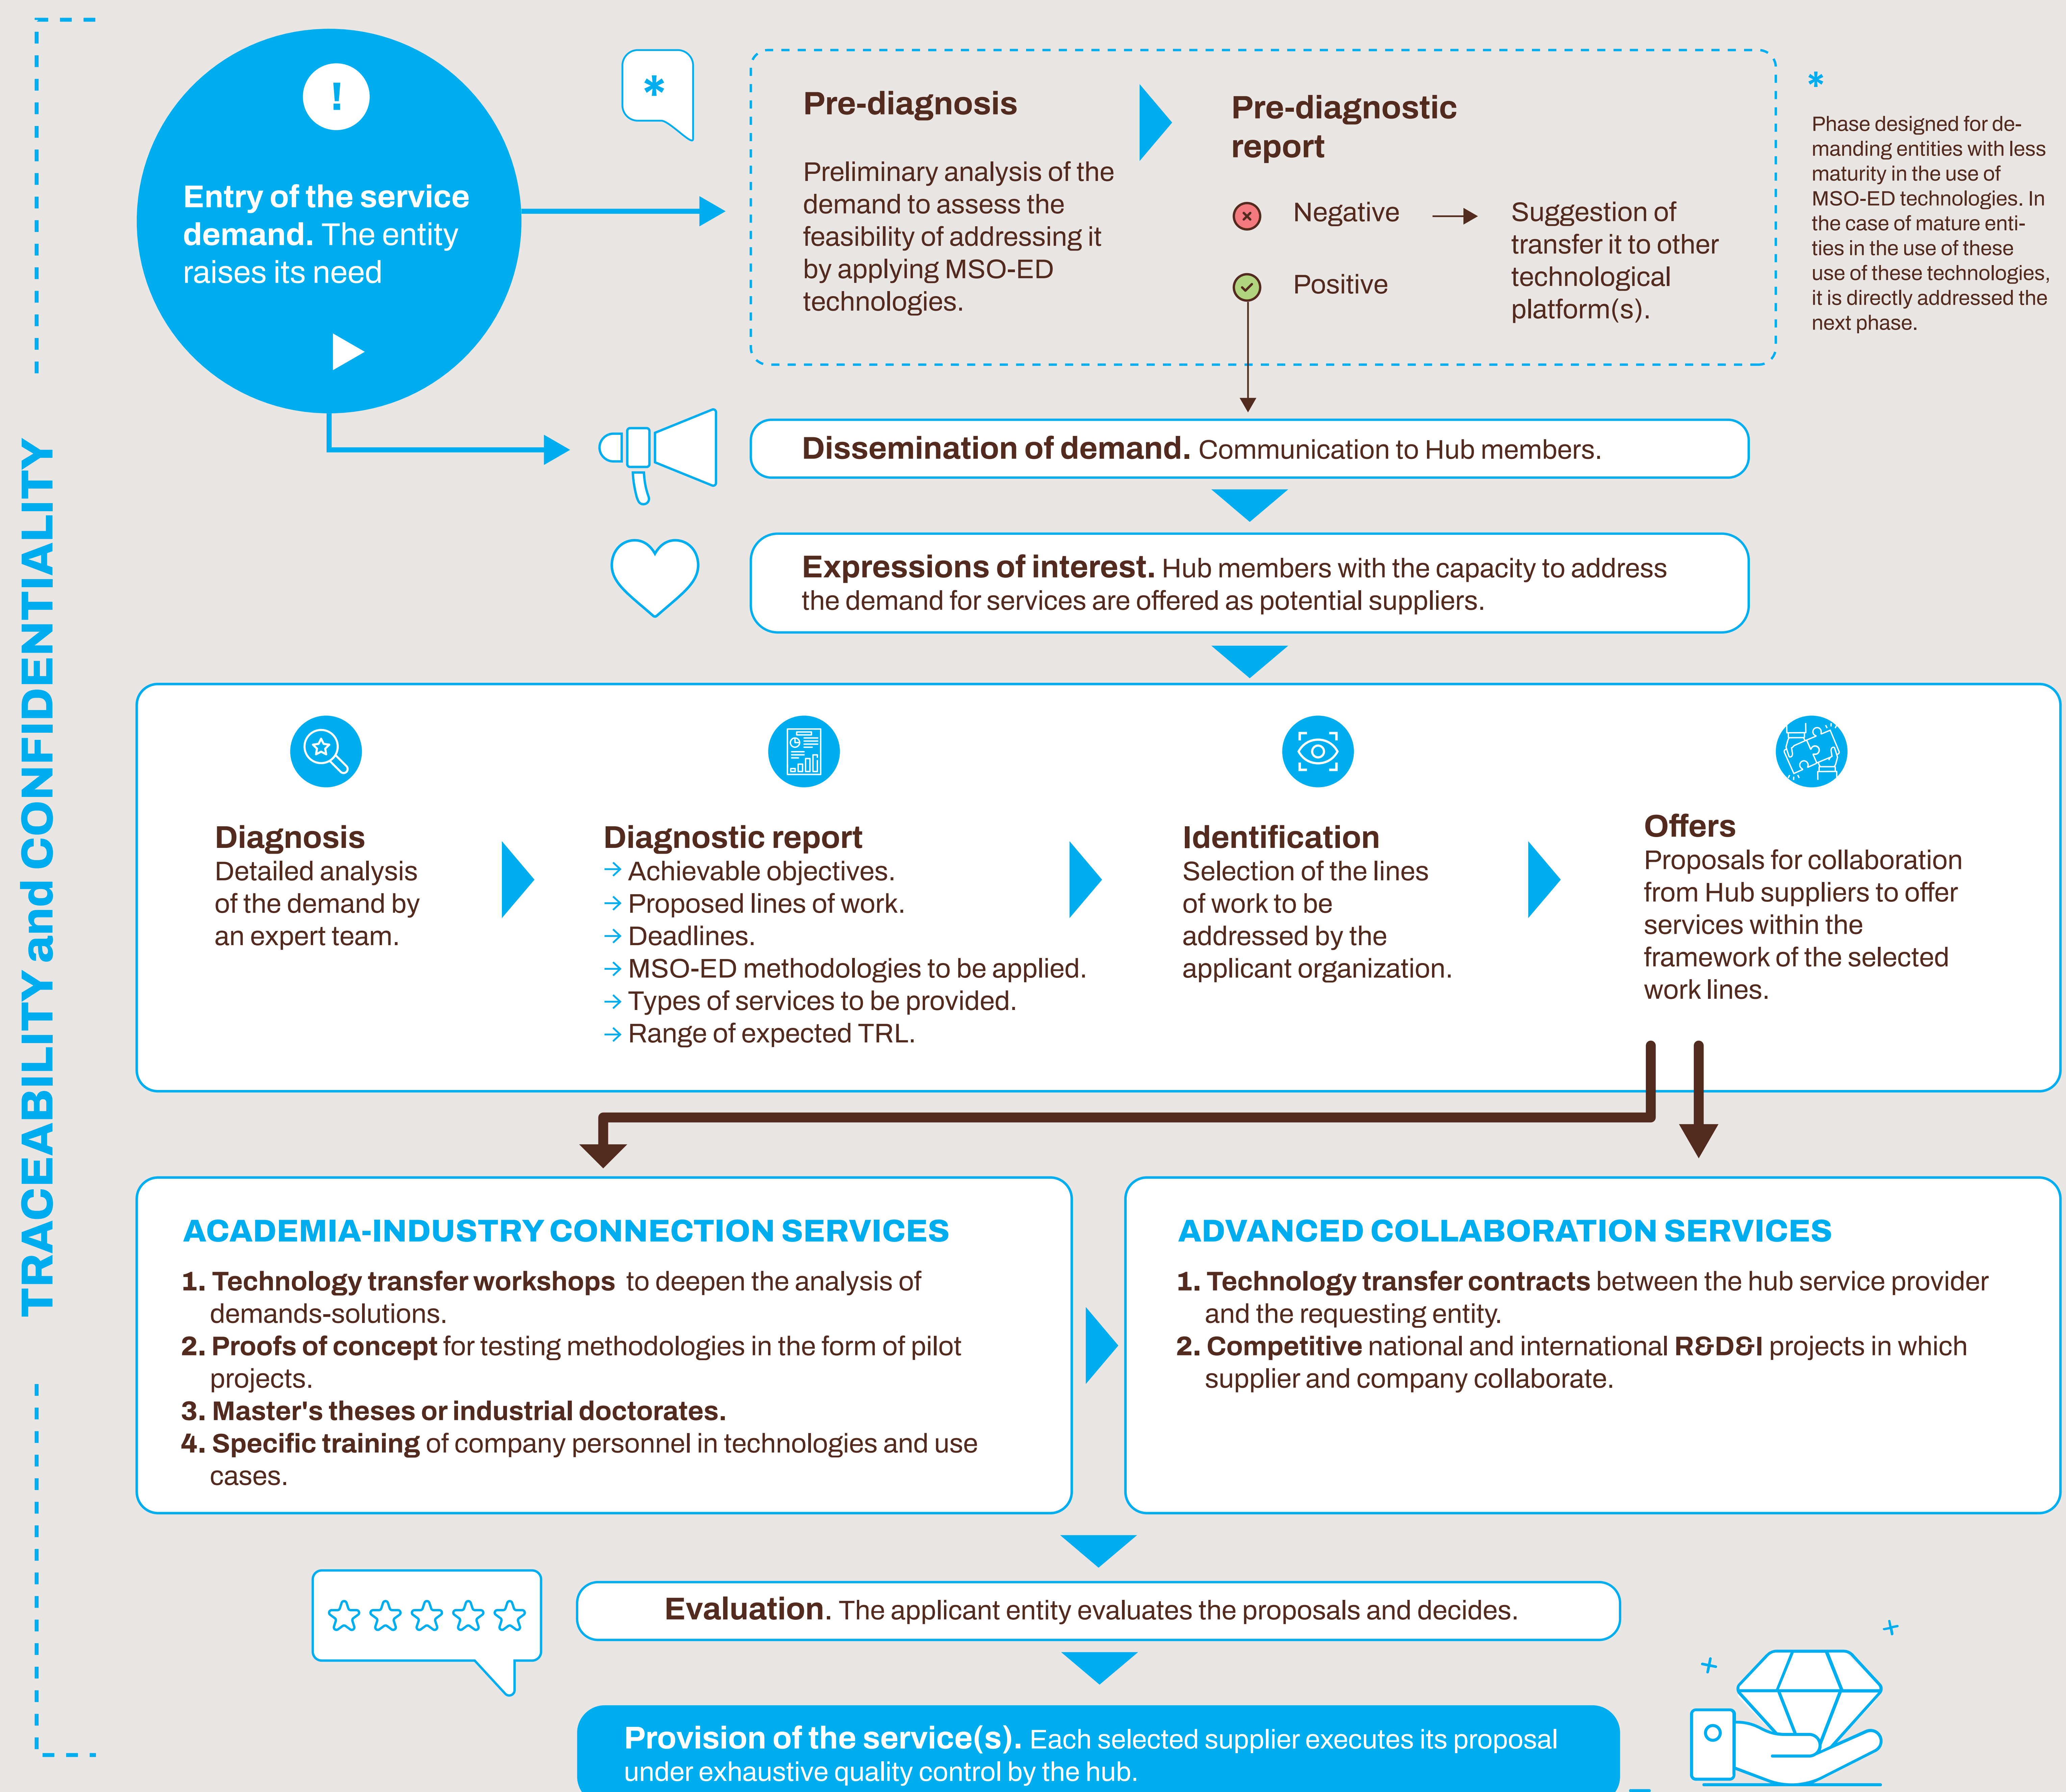 TRACEABILITY and CONFIDENTIALITY
!
Entry of the service
demand. The entity
raises its need
*
Pre-diagnosis
Preliminary analysis of the
demand to assess the
feasibility of addressing it
by applying MSO-ED
technologies.
Pre-diagnostic
report
Negative
Suggestion of
transfer it to other
technological
platform(s).
Positive
*
Phase designed for de-
manding entities with less
maturity in the use of
MSO-ED technologies. In
the case of mature enti-
ties in the use of these
use of these technologies,
it is directly addressed the
next phase.
Dissemination of demand. Communication to Hub members.
Expressions of interest. Hub members with the capacity to address
the demand for services are offered as potential suppliers.
Diagnosis
Detailed analysis
of the demand by
an expert team.
Diagnostic report
→ Achievable objectives.
→ Proposed lines of work.
→ Deadlines.
→ MSO-ED methodologies to be applied.
→ Types of services to be provided.
→ Range of expected TRL.
Identification
Selection of the lines
of work to be
addressed by the
applicant organization.
Offers
Proposals for collaboration
from Hub suppliers to offer
services within the
framework of the selected
work lines.
ACADEMIA-INDUSTRY CONNECTION SERVICES
1. Technology transfer workshops to deepen the analysis of
demands-solutions.
2. Proofs of concept for testing methodologies in the form of pilot
projects.
3. Master's theses or industrial doctorates.
4. Specific training of company personnel in technologies and use
cases.
ADVANCED COLLABORATION SERVICES
1. Technology transfer contracts between the hub service provider
and the requesting entity.
2. Competitive national and international R&D&I projects in which
supplier and company collaborate.
Evaluation. The applicant entity evaluates the proposals and decides.
Provision of the service(s). Each selected supplier executes its proposal
under exhaustive quality control by the hub.